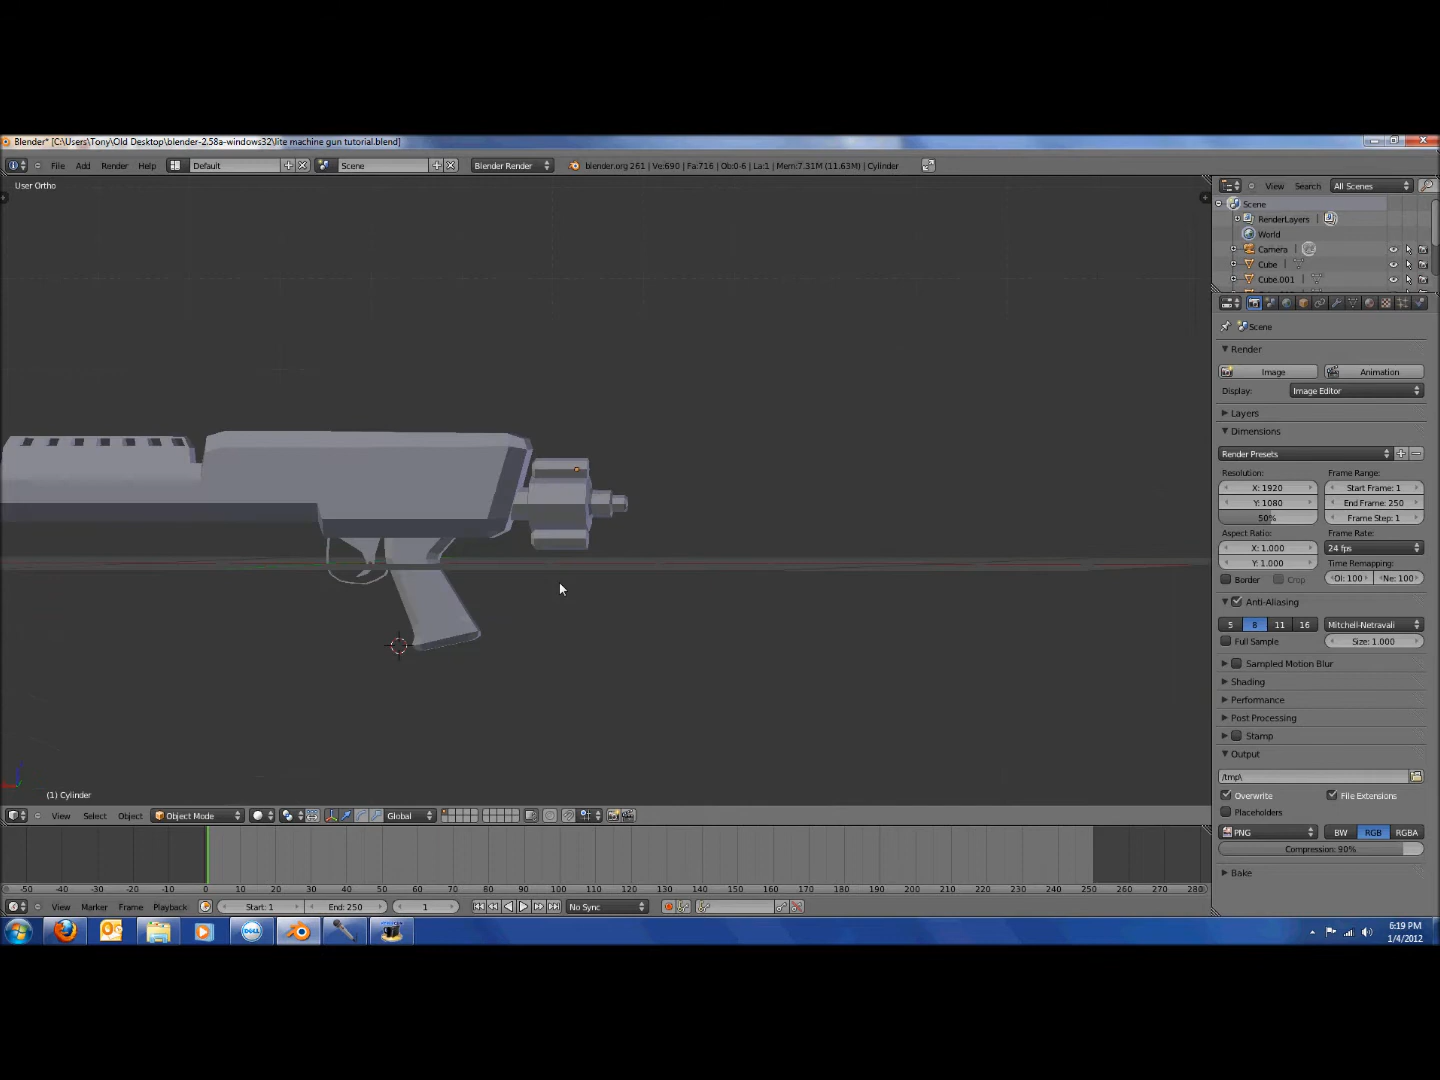 Blender* [C:\Users\Tony\Old Desktop\blender-2.58a-windows32\lite machine gun tutorial.blend]
File Add Render Help Default Scene Blender Render blender.org 261 | Ve:690 | Fa:716 | Ob:0-6 | La:1 | Mem:7.31M (11.63M) | Cylinder
User Ortho
View Search All Scenes
Scene
RenderLayers
World
Camera
Cube
Cube.001
Scene
Render
Image Animation
Display: Image Editor
Layers
Dimensions
Render Presets
Resolution: Frame Range:
X: 1920 Start Frame: 1
Y: 1080 End Frame: 250
50% Frame Step: 1
Aspect Ratio: Frame Rate:
X: 1.000 24 fps
Y: 1.000 Time Remapping:
Border Crop Ol: 100 Ne: 100
Anti-Aliasing
5 8 11 16 Mitchell-Netravali
Full Sample Size: 1.000
Sampled Motion Blur
Shading
Performance
Post Processing
Stamp
Output
/tmp\
Overwrite File Extensions
Placeholders
PNG BW RGB RGBA
Compression: 90%
Bake
(1) Cylinder
View Select Object Object Mode Global
-50 -40 -30 -20 -10 0 10 20 30 40 50 60 70 80 90 100 110 120 130 140 150 160 170 180 190 200 210 220 230 240 250 260 270 280
View Marker Frame Playback Start: 1 End: 250 1 No Sync
DELL
6:19 PM
1/4/2012